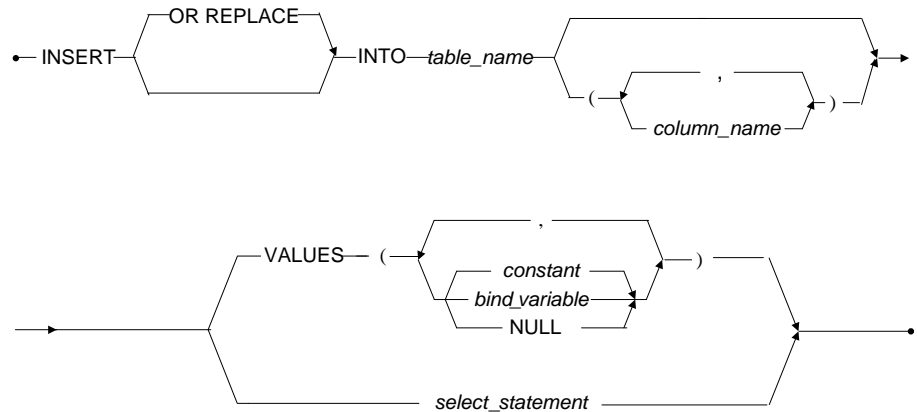 OR REPLACE
INSERT INTO table_name
,
( column_name )
,
VALUES ( constant )
bind_variable
NULL
select_statement